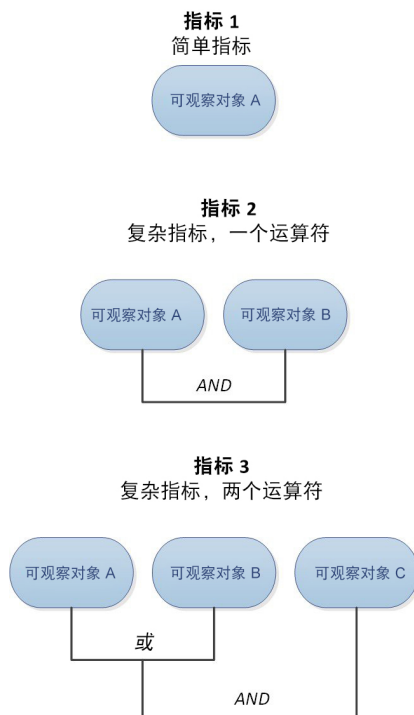 指标 1
简单指标
可观察对象 A
指标 2
复杂指标，一个运算符
可观察对象 A
可观察对象 B
AND
指标 3
复杂指标，两个运算符
可观察对象 A
可观察对象 B
可观察对象 C
或
AND